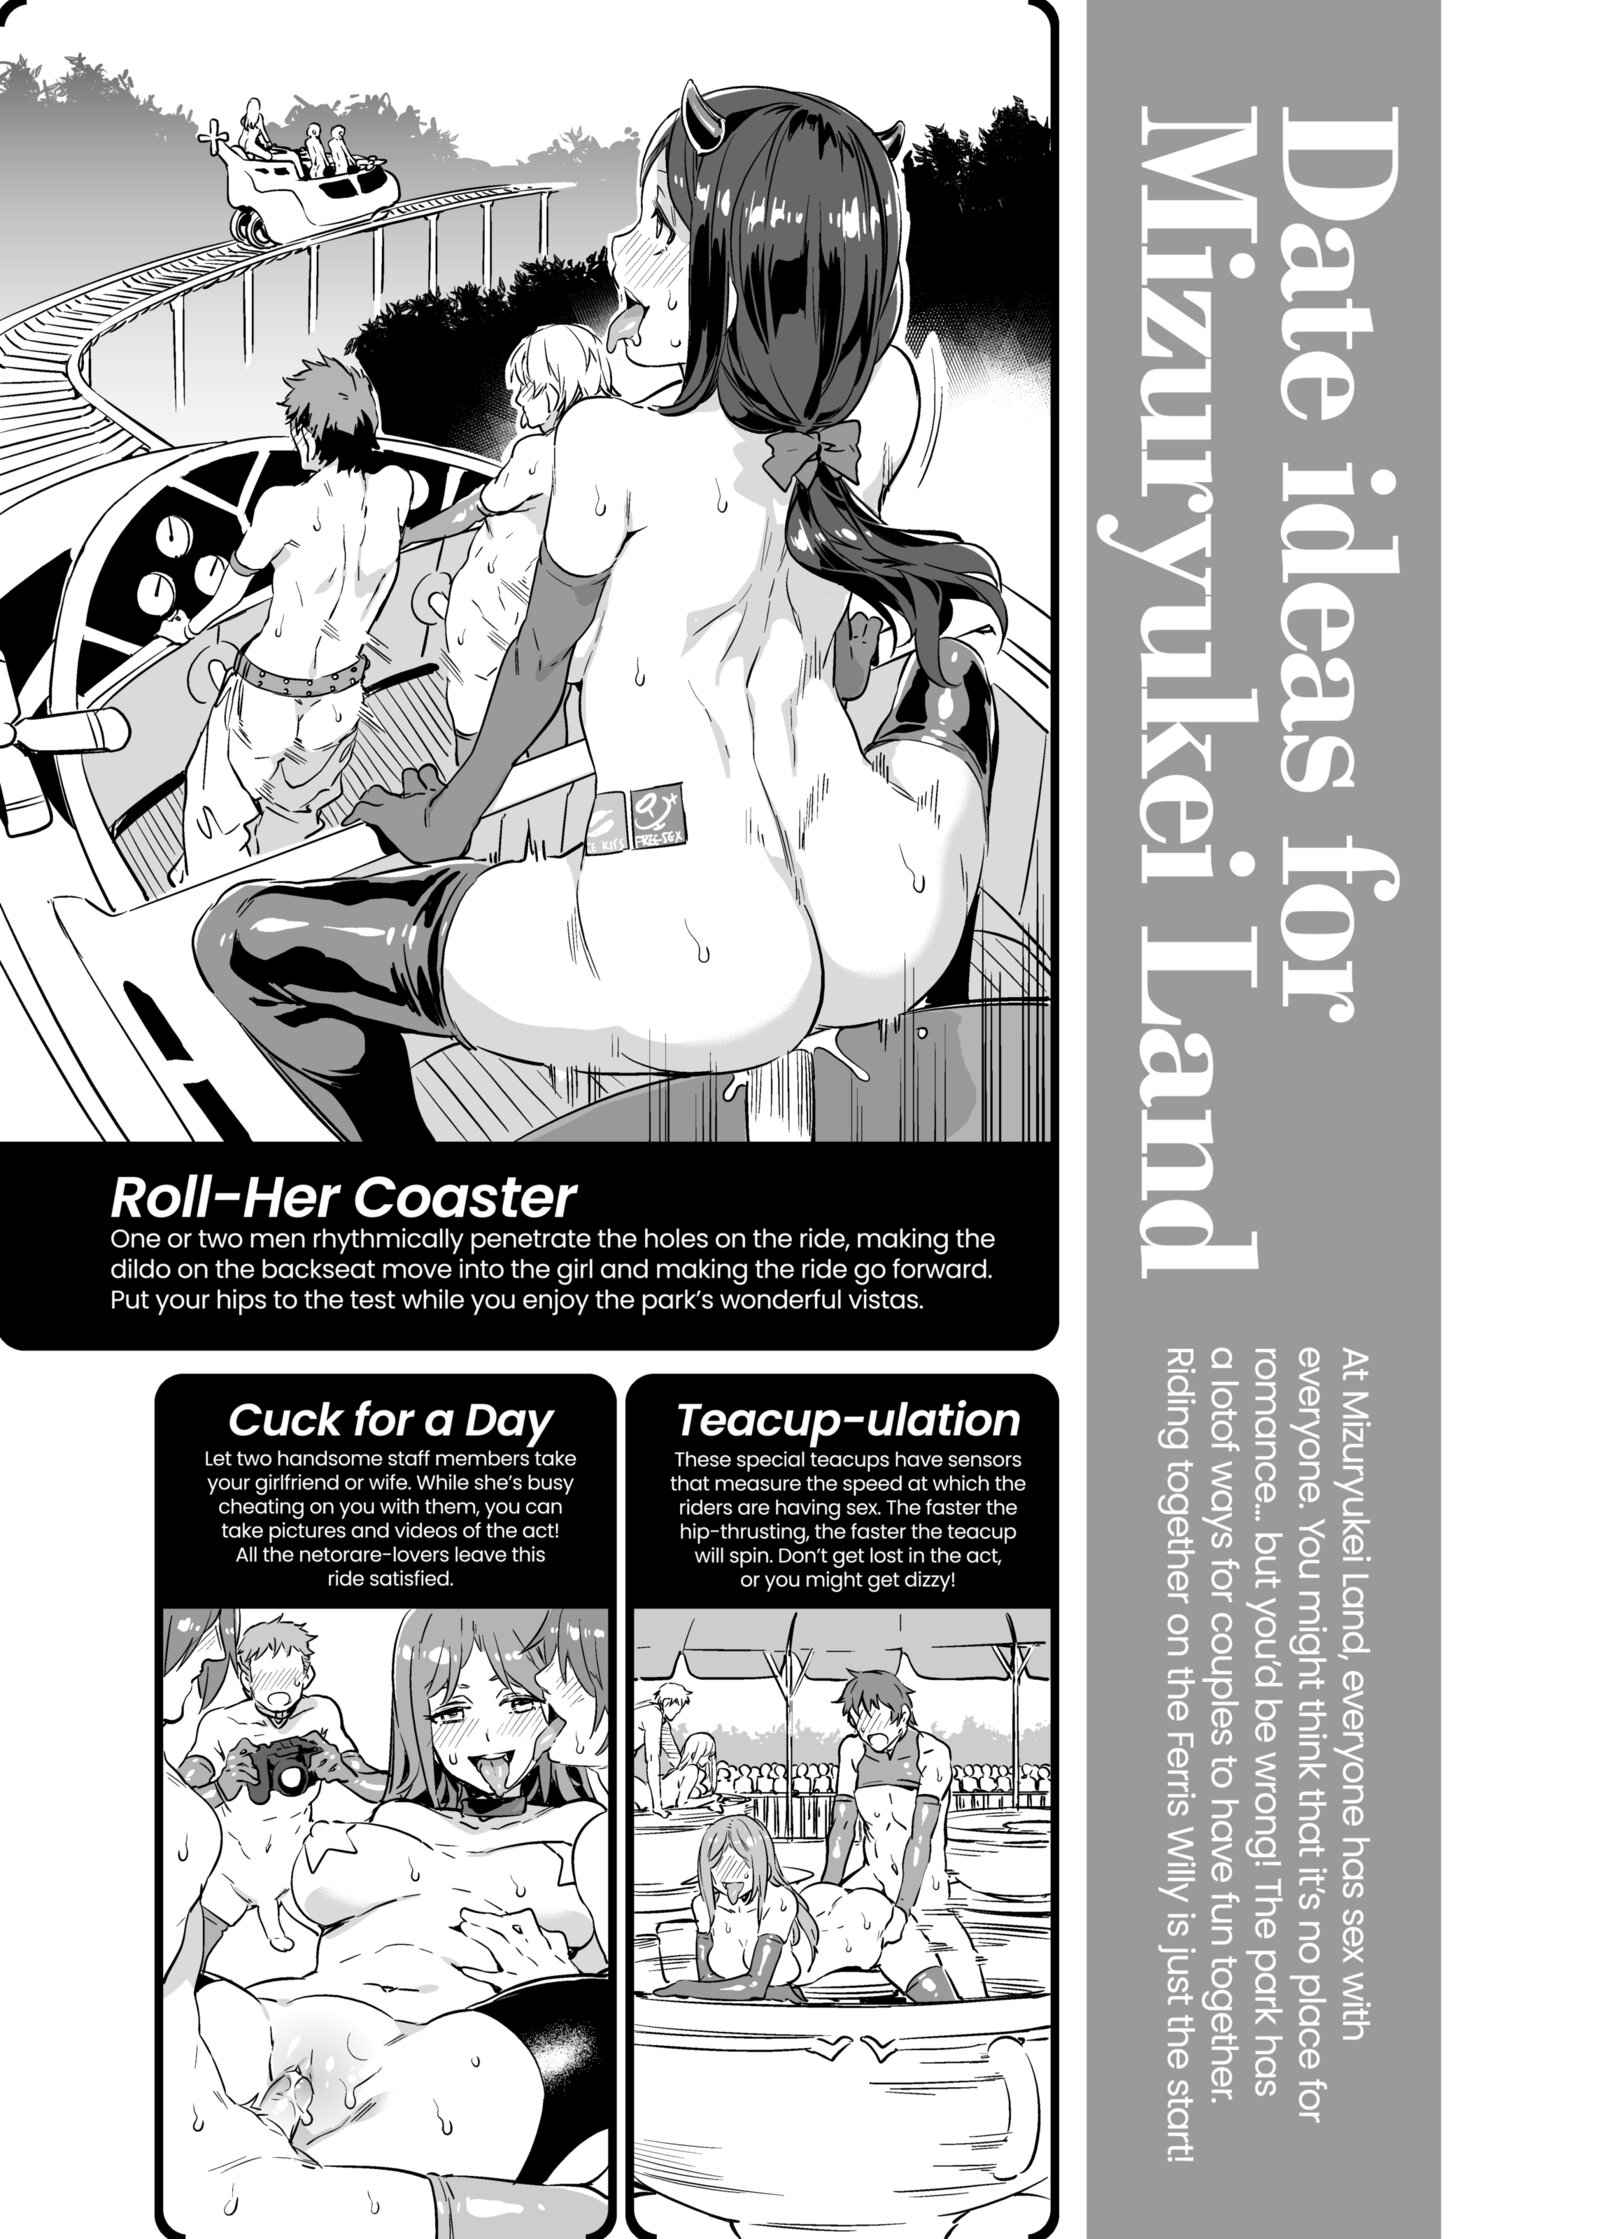 Date ideas for
Mizuryukei Land
At Mizuryukei Land, everyone has sex with
everyone. You might think that it's no place for
romance... but you'd be wrong! The park has
a lotof ways for couples to have fun together.
Riding together on the Ferris Willy is just the start!
FREE SEX
Roll-Her Coaster
One or two men rhythmically penetrate the holes on the ride, making the
dildo on the backseat move into the girl and making the ride go forward.
Put your hips to the test while you enjoy the park's wonderful vistas.
Cuck for a Day
Let two handsome staff members take
your girlfriend or wife. While she's busy
cheating on you with them, you can
take pictures and videos of the act!
All the netorare-lovers leave this
ride satisfied.
Teacup-ulation
These special teacups have sensors
that measure the speed at which the
riders are having sex. The faster the
hip-thrusting, the faster the teacup
will spin. Don't get lost in the act,
or you might get dizzy!